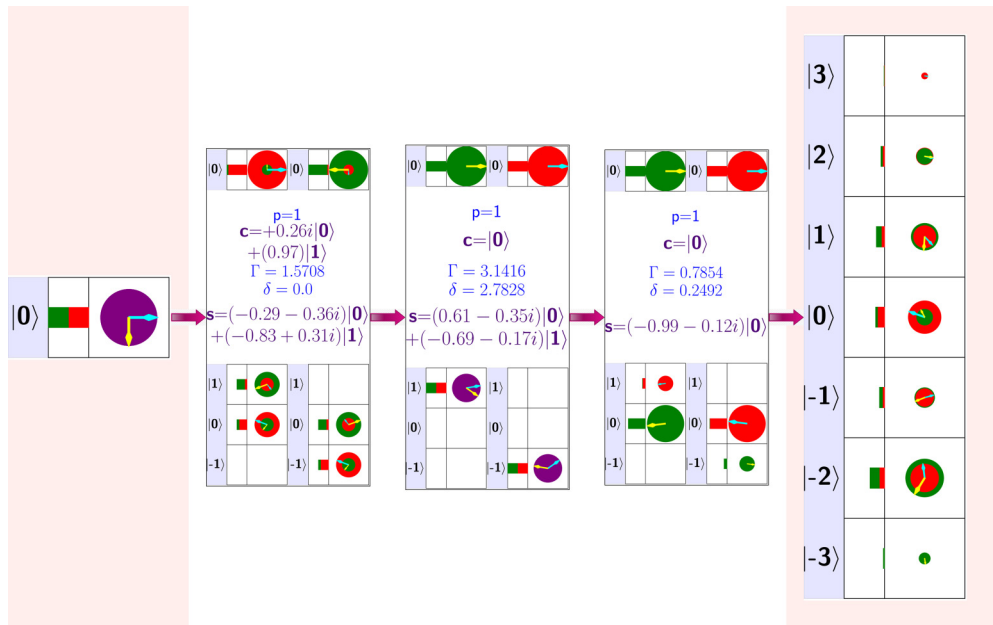 |0⟩
|0⟩ |0⟩
p=1
c=+0.26i|0⟩
+(0.97)|1⟩
Γ = 1.5708
δ = 0.0
s=(−0.29 − 0.36i)|0⟩
+(−0.83 + 0.31i)|1⟩
|1⟩ |1⟩
|0⟩ |0⟩
|-1⟩ |-1⟩
|0⟩ |0⟩
p=1
c=|0⟩
Γ = 3.1416
δ = 2.7828
s=(0.61 − 0.35i)|0⟩
+(−0.69 − 0.17i)|1⟩
|1⟩ |1⟩
|0⟩ |0⟩
|-1⟩ |-1⟩
|0⟩ |0⟩
p=1
c=|0⟩
Γ = 0.7854
δ = 0.2492
s=(−0.99 − 0.12i)|0⟩
|1⟩ |1⟩
|0⟩ |0⟩
|-1⟩ |-1⟩
|3⟩
|2⟩
|1⟩
|0⟩
|-1⟩
|-2⟩
|-3⟩